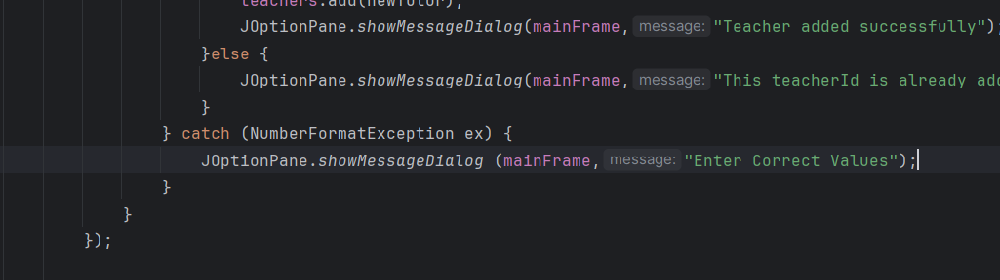 teachers.add(newTutor);
JOptionPane.showMessageDialog(mainFrame, message: "Teacher added successfully");
}else {
JOptionPane.showMessageDialog(mainFrame, message: "This teacherId is already add
}
} catch (NumberFormatException ex) {
JOptionPane.showMessageDialog (mainFrame, message: "Enter Correct Values");
}
}
});